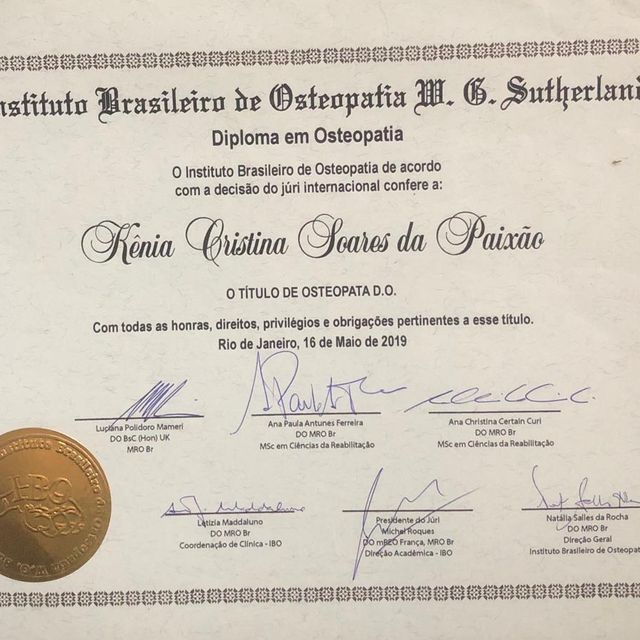 nstituto Brasileiro de Osteopatia W. G. Sutherland
Diploma em Osteopatia
O Instituto Brasileiro de Osteopatia de acordo
com a decisão do júri internacional confere a:
Kênia Cristina Soares da Paixão
O TÍTULO DE OSTEOPATA D.O.
Com todas as honras, direitos, privilégios e obrigações pertinentes a esse título.
Rio de Janeiro, 16 de Maio de 2019
Luciana Polidoro Mameri
DO BsC (Hon) UK
MRO Br
Ana Paula Antunes Ferreira
DO MRO Br
MSc em Ciências da Reabilitação
Ana Christina Certain Curi
DO MRO Br
MSc em Ciências da Reabilitação
Instituto Brasileiro d
IBO
Letizia Maddaluno
DO MRO Br
Coordenação de Clínica - IBO
Presidente do Júri
Michel Roques
DO mREO França, MRO Br
Direção Acadêmica - IBO
Natália Salles da Rocha
DO MRO Br
Direção Geral
Instituto Brasileiro de Osteopat